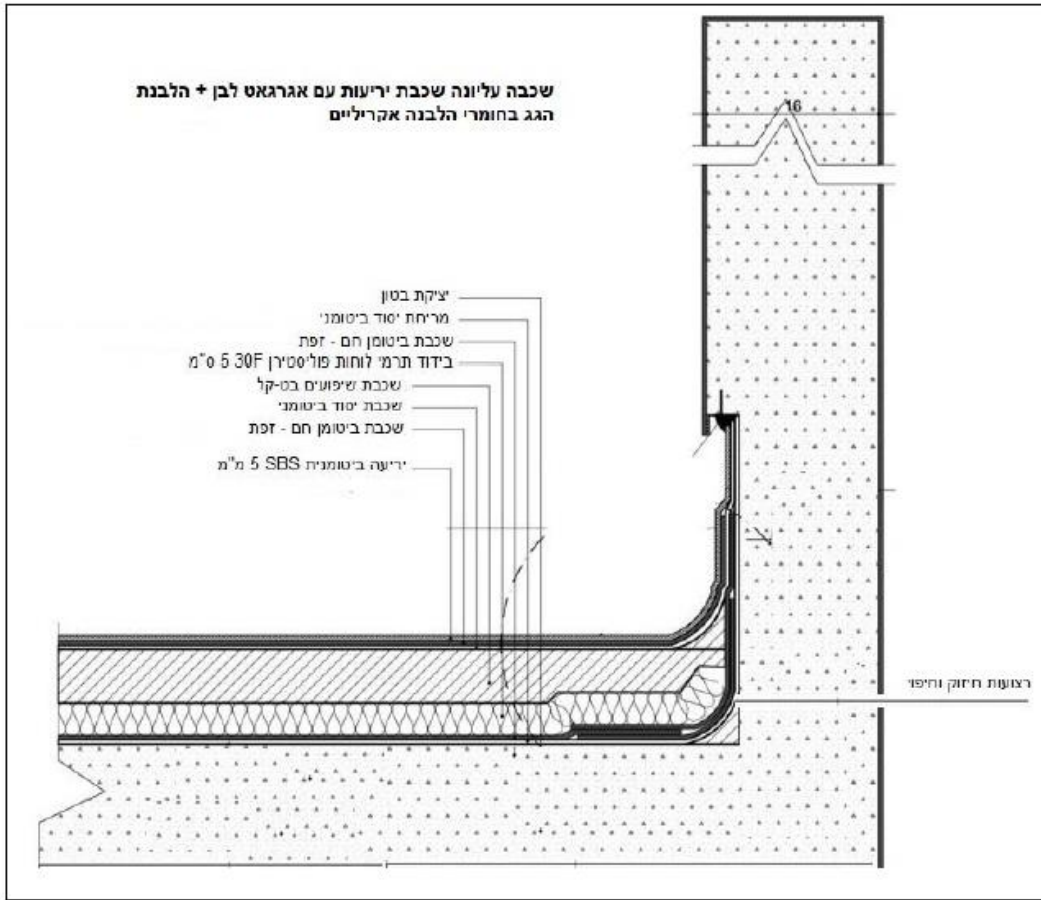 שכבה עליונה שכבת יריעות עם אגרגאט לבן + הלבנת
הגג בחומרי הלבנה אקריליים
16
יציקת בטון
מריחת יסוד ביטומני
שכבת ביטומן חם - זפת
בידוד תרמי לוחות פוליסטירן 30F 5 ס"מ
שכבת שיפועים בט-קל
שכבת יסוד ביטומני
שכבת ביטומן חם - זפת
יריעה ביטומנית SBS 5 מ"מ
רצועות חיזוק וחיפוי